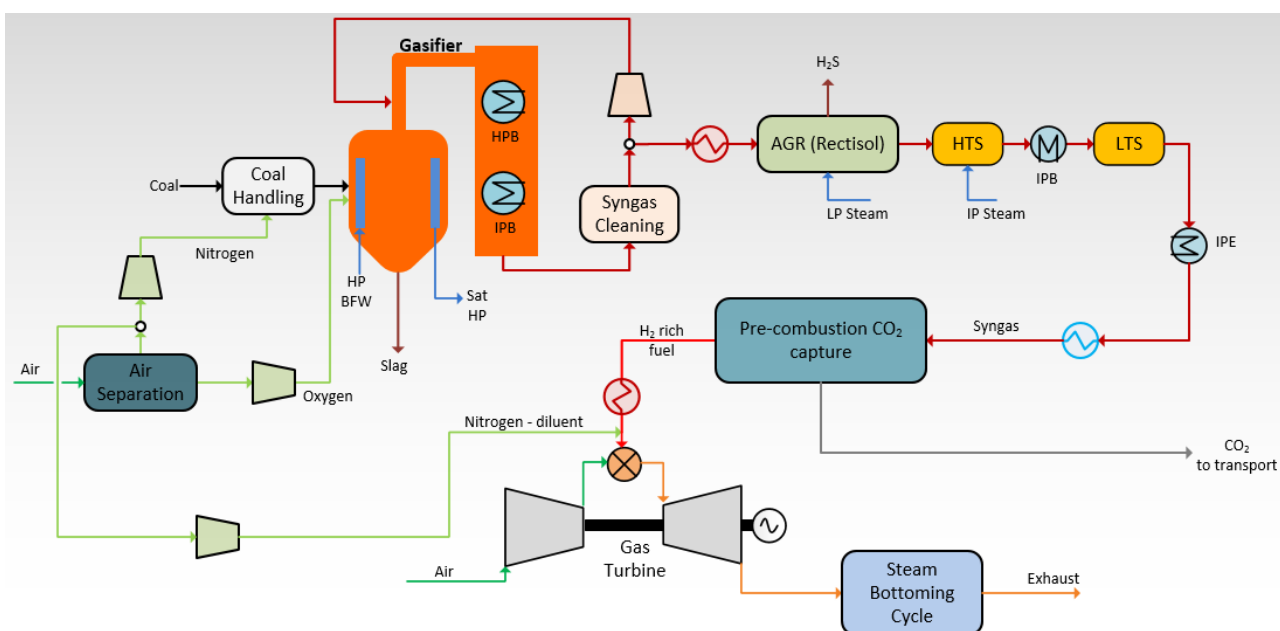 Gasifier
H₂S
HPB
AGR (Rectisol)
HTS
LTS
IPB
Coal
Coal
Handling
Syngas
Cleaning
IPB
LP Steam
IP Steam
Nitrogen
IPE
HP
BFW
Sat
HP
H₂ rich
fuel
Pre-combustion CO₂
capture
Syngas
Slag
Air
Air
Separation
Oxygen
Nitrogen - diluent
CO₂
to transport
Gas
Turbine
Air
Steam
Bottoming
Cycle
Exhaust